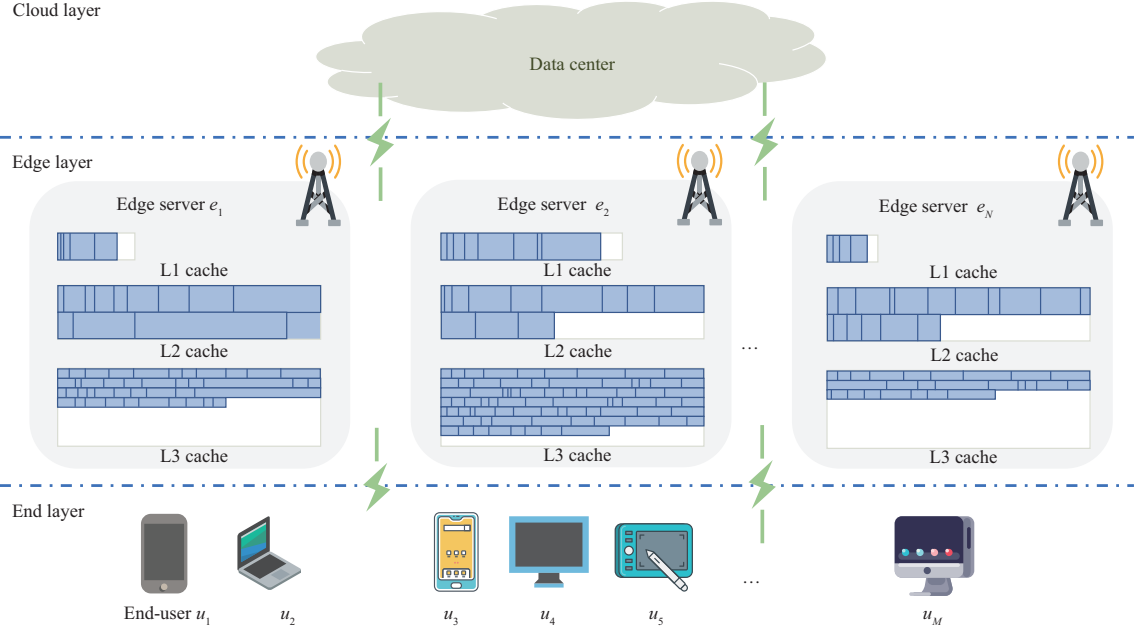 Cloud layer
Data center
Edge layer
Edge server e₁
L1 cache
L2 cache
L3 cache
Edge server e₂
L1 cache
L2 cache
L3 cache
...
Edge server e_N
L1 cache
L2 cache
L3 cache
End layer
End-user u₁
u₂
u₃
u₄
u₅
...
u_M